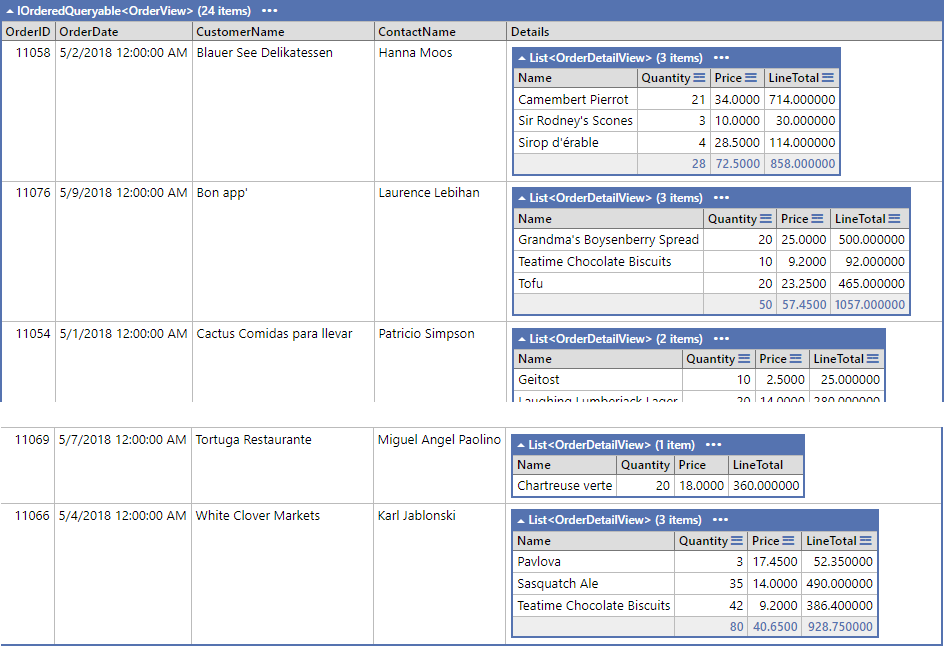 IOrderedQueryable<OrderView> (24 items) •••
OrderID OrderDate CustomerName ContactName Details
11058 5/2/2018 12:00:00 AM Blauer See Delikatessen Hanna Moos
List<OrderDetailView> (3 items) •••
Name Quantity Price LineTotal
Camembert Pierrot 21 34.0000 714.000000
Sir Rodney's Scones 3 10.0000 30.000000
Sirop d'érable 4 28.5000 114.000000
28 72.5000 858.000000
11076 5/9/2018 12:00:00 AM Bon app' Laurence Lebihan
List<OrderDetailView> (3 items) •••
Name Quantity Price LineTotal
Grandma's Boysenberry Spread 20 25.0000 500.000000
Teatime Chocolate Biscuits 10 9.2000 92.000000
Tofu 20 23.2500 465.000000
50 57.4500 1057.000000
11054 5/1/2018 12:00:00 AM Cactus Comidas para llevar Patricio Simpson
List<OrderDetailView> (2 items) •••
Name Quantity Price LineTotal
Geitost 10 2.5000 25.000000
Laughing Lumberjack Lager 20 14.0000 280.000000
11069 5/7/2018 12:00:00 AM Tortuga Restaurante Miguel Angel Paolino
List<OrderDetailView> (1 item) •••
Name Quantity Price LineTotal
Chartreuse verte 20 18.0000 360.000000
11066 5/4/2018 12:00:00 AM White Clover Markets Karl Jablonski
List<OrderDetailView> (3 items) •••
Name Quantity Price LineTotal
Pavlova 3 17.4500 52.350000
Sasquatch Ale 35 14.0000 490.000000
Teatime Chocolate Biscuits 42 9.2000 386.400000
80 40.6500 928.750000